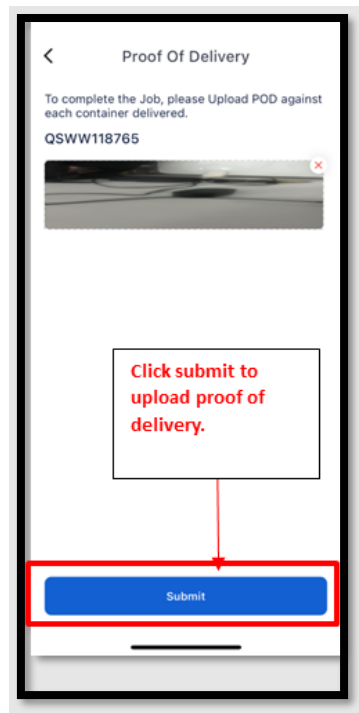 Proof Of Delivery
To complete the Job, please Upload POD against
each container delivered.
QSWW118765
Click submit to
upload proof of
delivery.
Submit